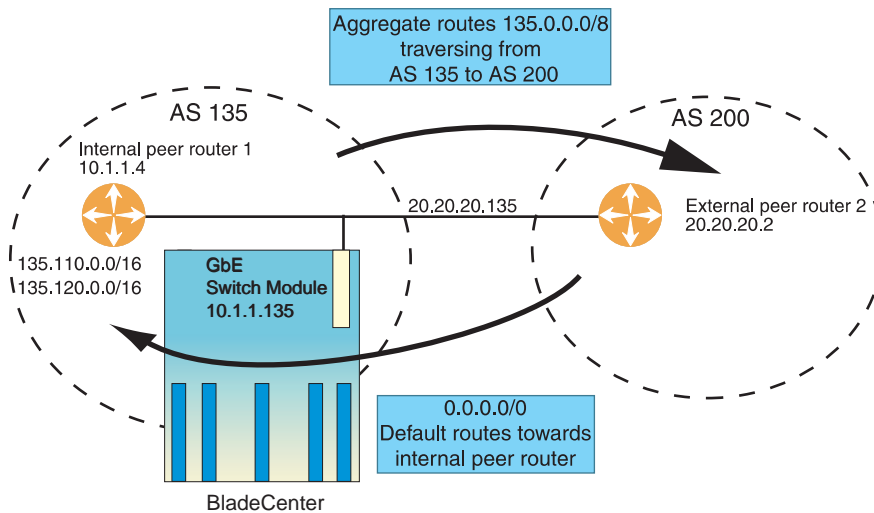 Aggregate routes 135.0.0.0/8
traversing from
AS 135 to AS 200
AS 135
AS 200
Internal peer router 1
10.1.1.4
20.20.20.135
External peer router 2
20.20.20.2
135.110.0.0/16
135.120.0.0/16
GbE
Switch Module
10.1.1.135
0.0.0.0/0
Default routes towards
internal peer router
BladeCenter